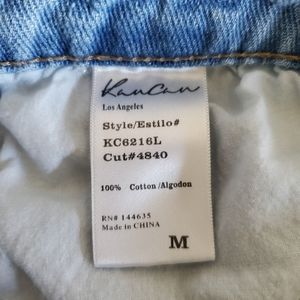 KanCan
Los Angeles
Style/Estilo#
KC6216L
Cut#4840
100% Cotton/Algodon
RN# 144635
Made in CHINA
M